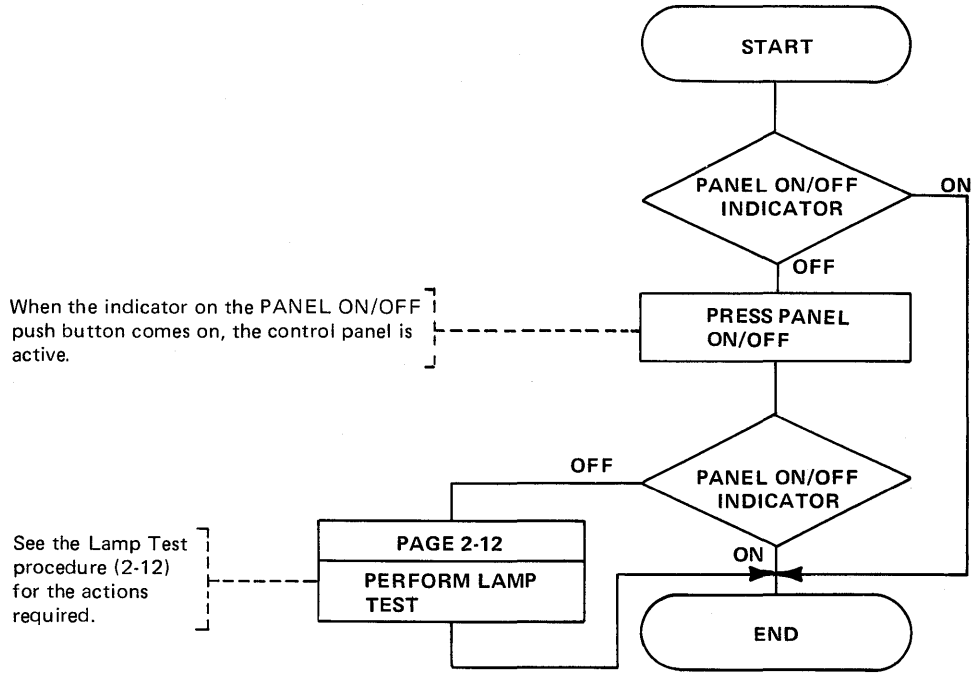 START
PANEL ON/OFF
INDICATOR
ON
OFF
When the indicator on the PANEL ON/OFF
push button comes on, the control panel is
active.
PRESS PANEL
ON/OFF
OFF
PANEL ON/OFF
INDICATOR
See the Lamp Test
procedure (2-12)
for the actions
required.
PAGE 2-12
PERFORM LAMP
TEST
ON
END